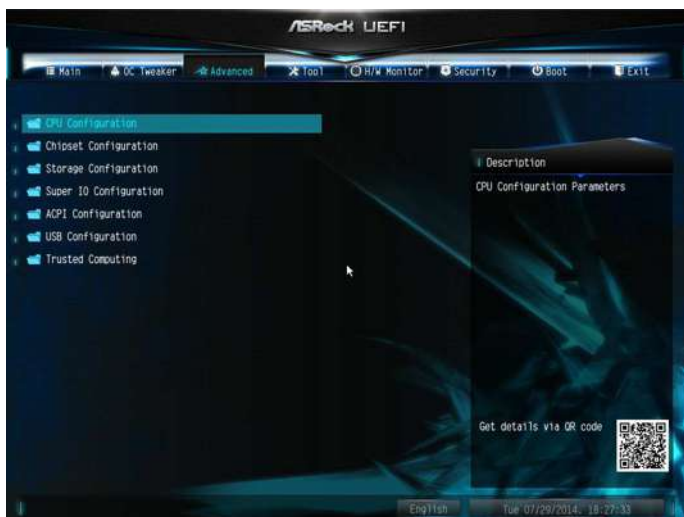 ASRock UEFI
Main OC Tweaker Advanced Tool H/W Monitor Security Boot Exit
CPU Configuration
Chipset Configuration
Storage Configuration
Super IO Configuration
ACPI Configuration
USB Configuration
Trusted Computing
Description
CPU Configuration Parameters
Get details via QR code
English Tue 07/29/2014. 18:27:33